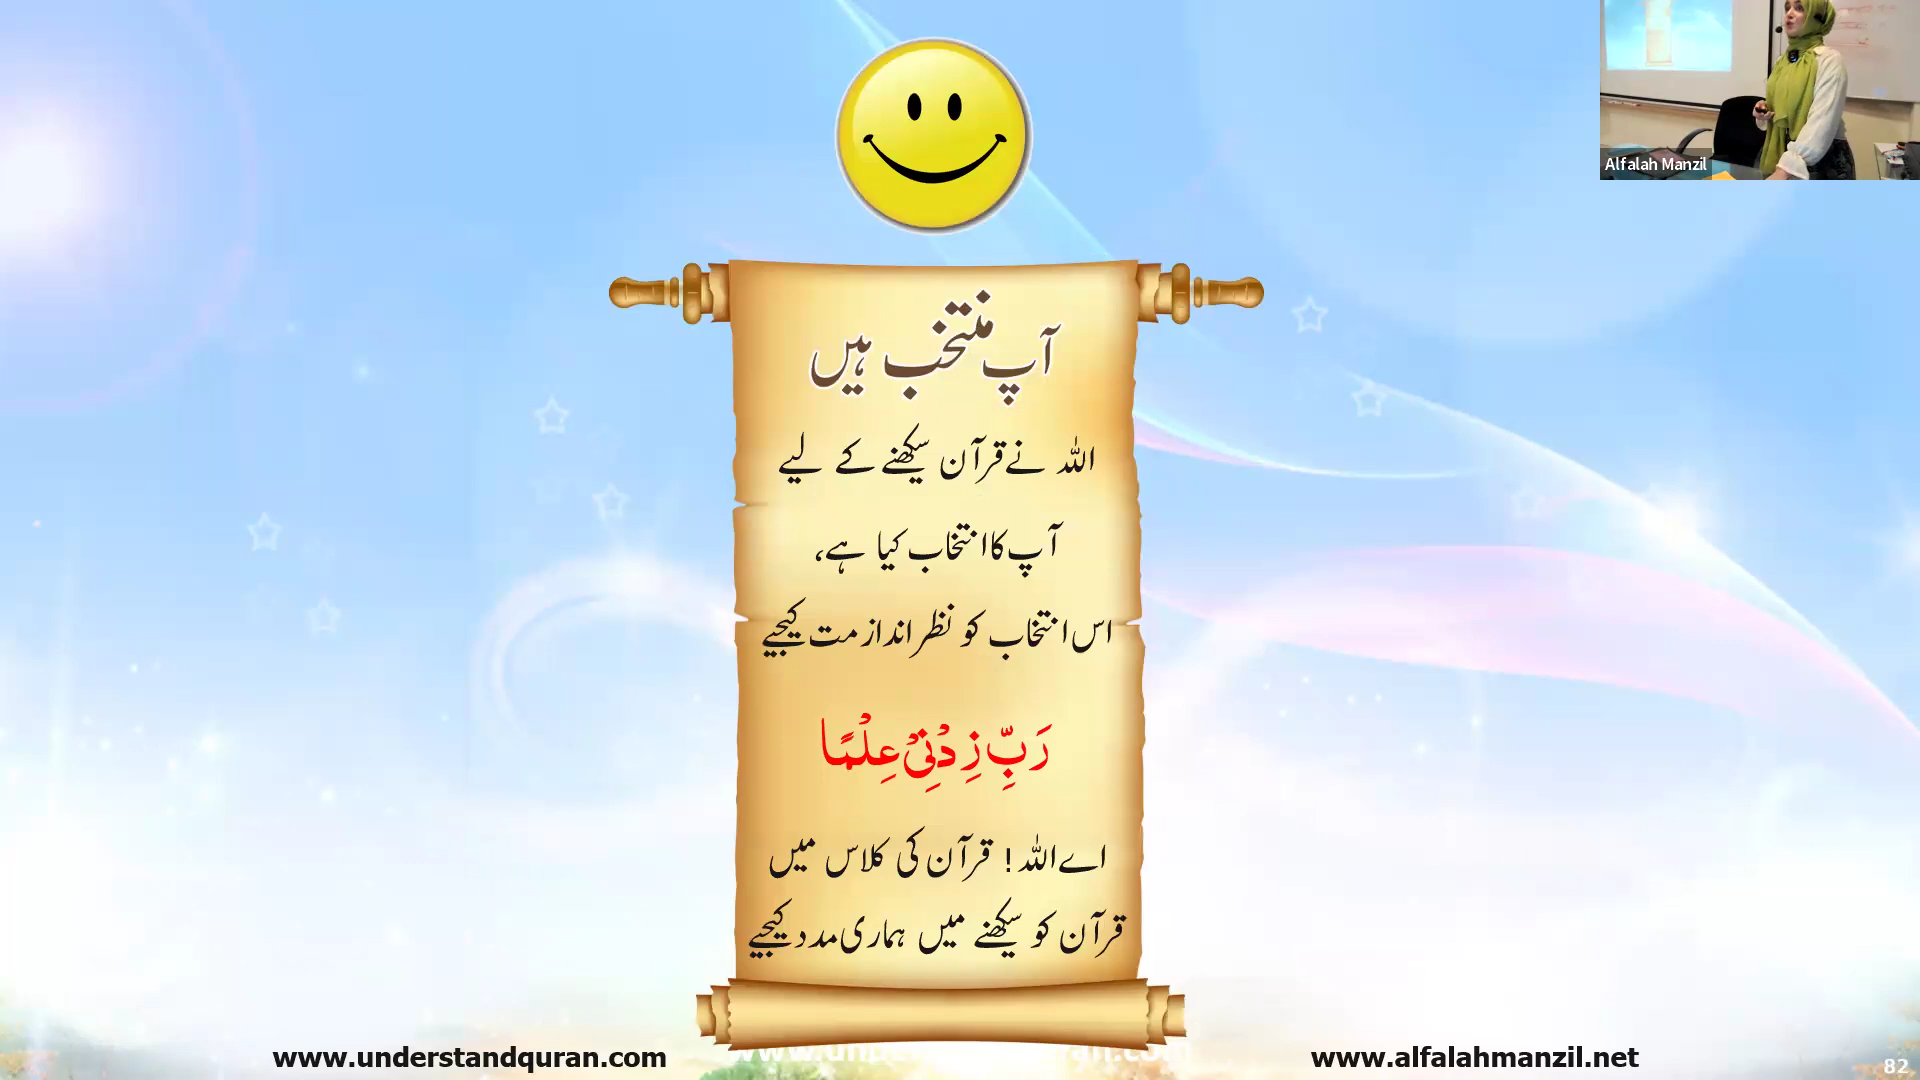 Alfalah Manzil
آپ منتخب ہیں
اللہ نے قرآن سیکھنے کے لیے
آپ کا انتخاب کیا ہے،
اس انتخاب کو نظر انداز مت کیجیے
رَبِّ زِدْنِیْ عِلْمًا
اے اللہ! قرآن کی کلاس میں
قرآن کو سیکھنے میں ہماری مدد کیجیے
www.understandquran.com
www.alfalahmanzil.net
82